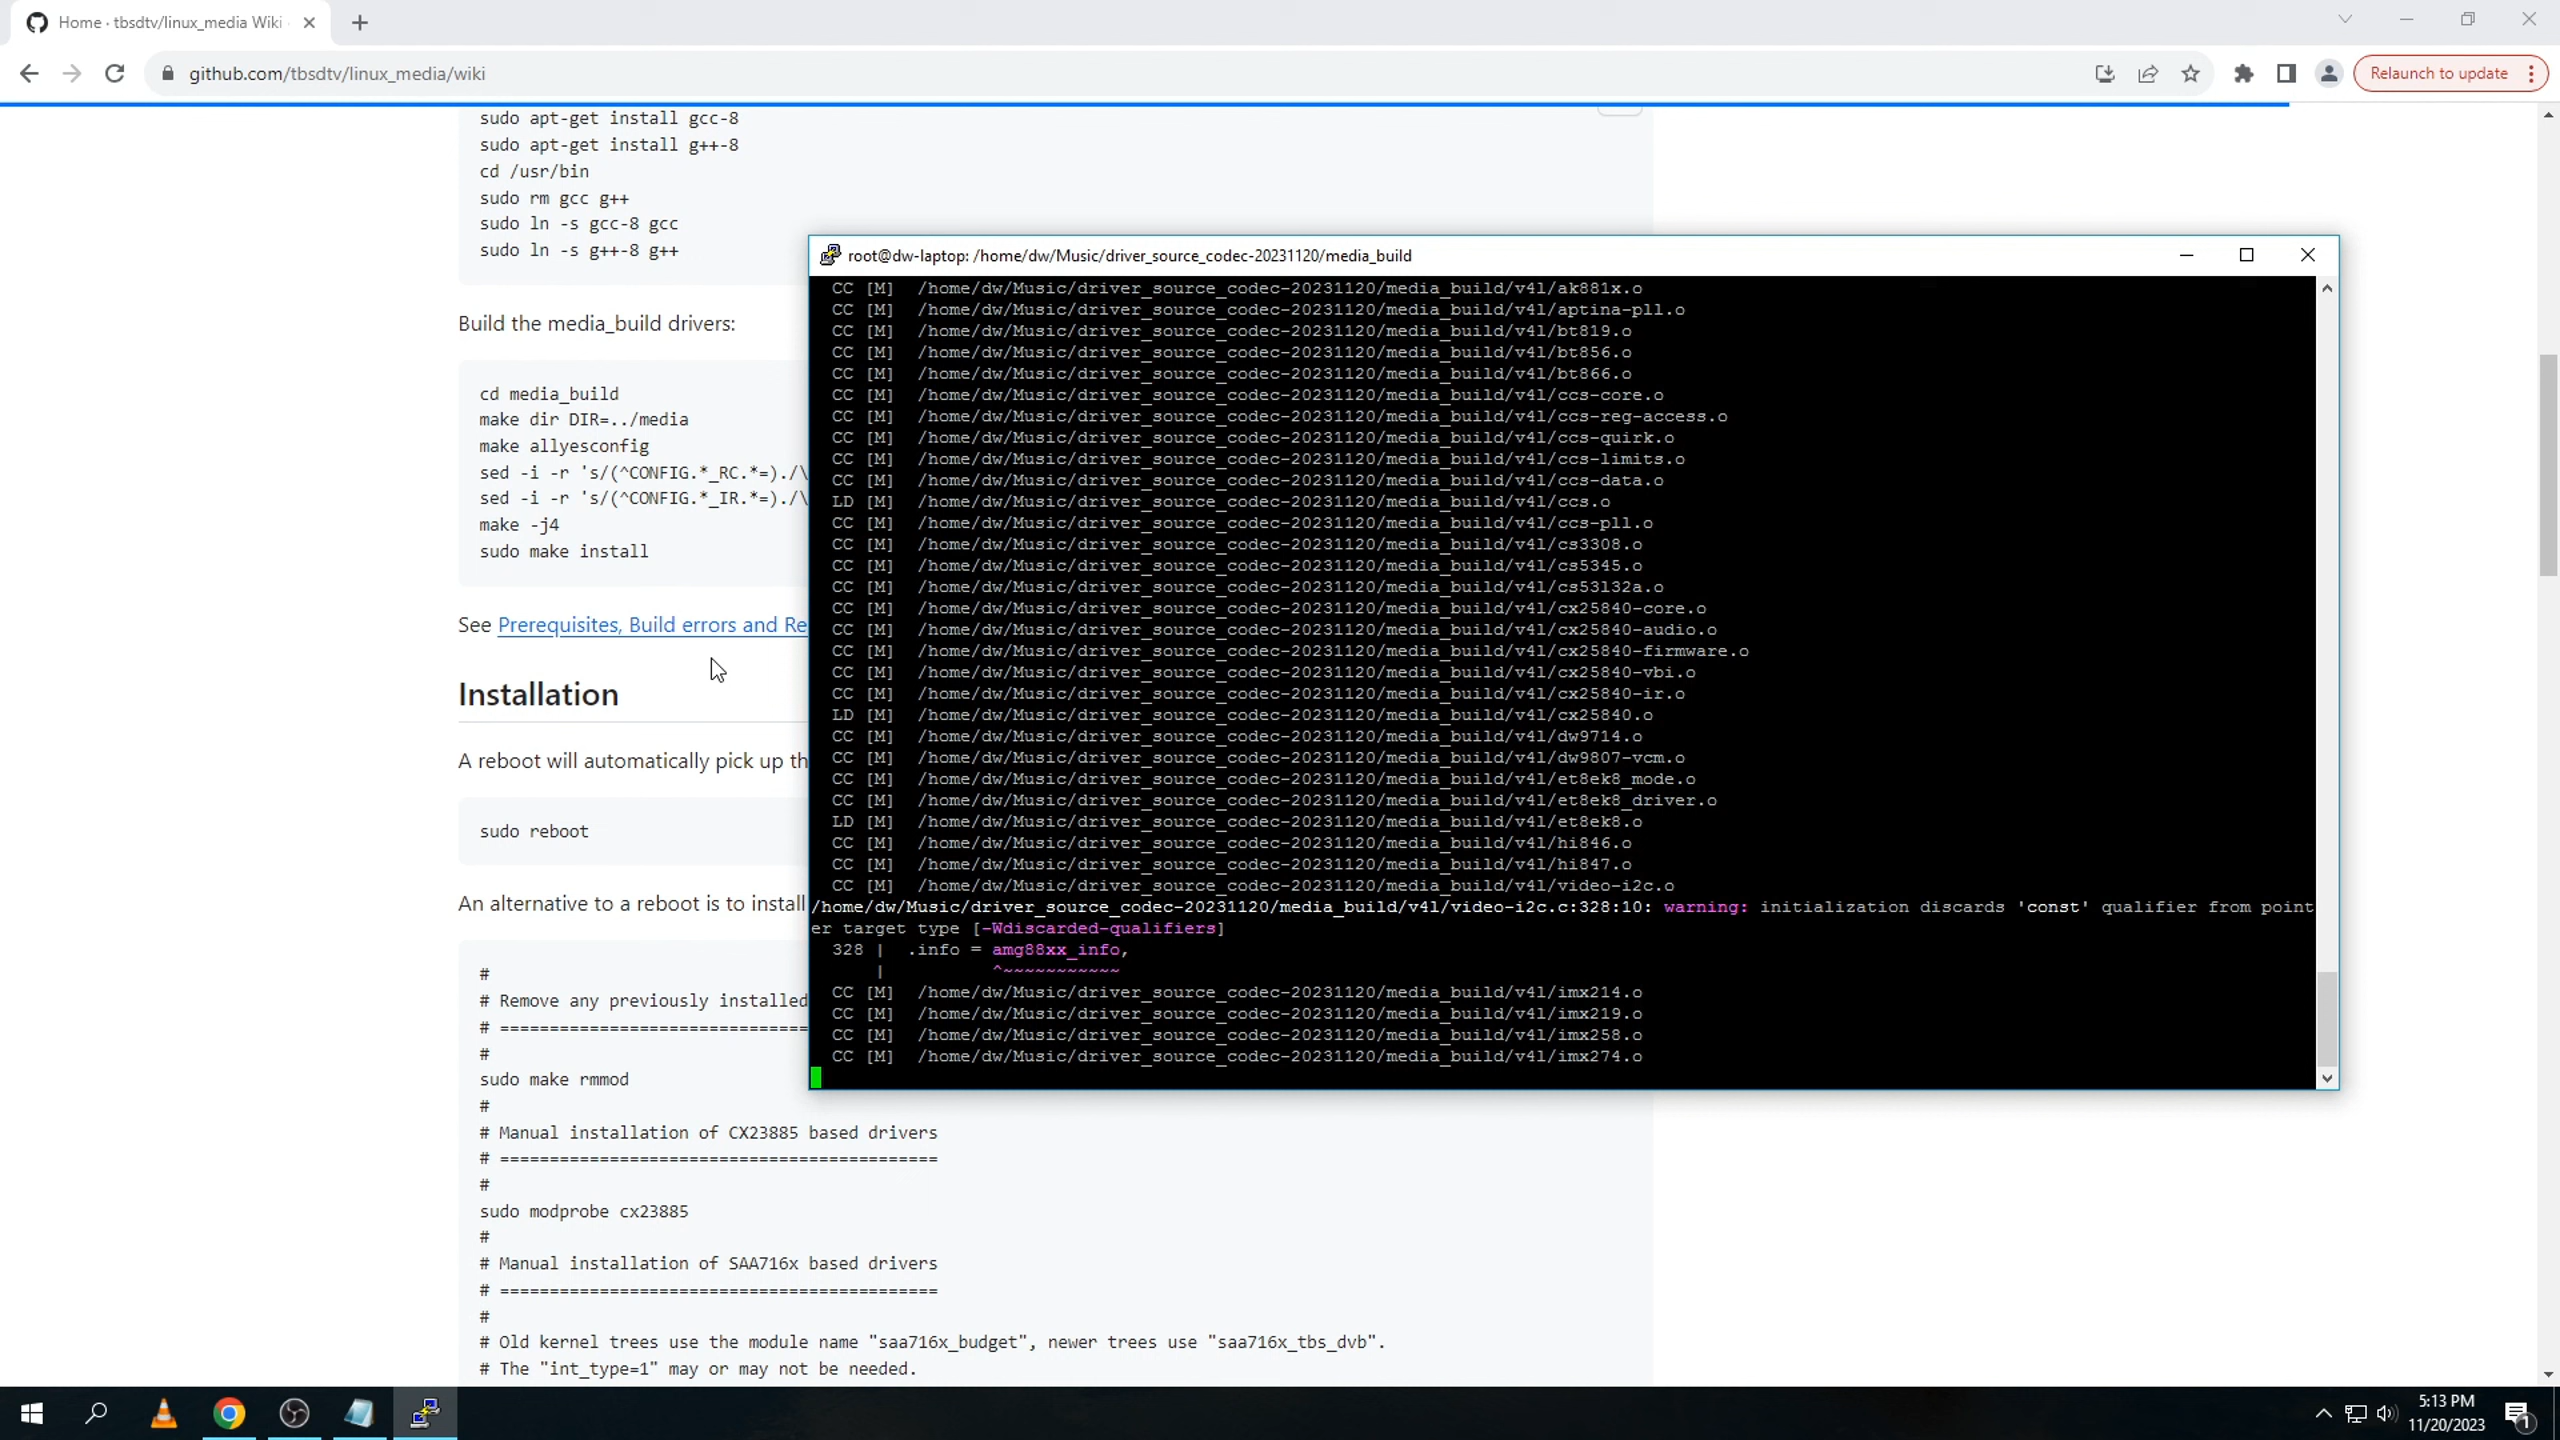 Home · tbsdtv/linux_media Wiki
github.com/tbsdtv/linux_media/wiki
Relaunch to update
sudo apt-get install gcc-8
sudo apt-get install g++-8
cd /usr/bin
sudo rm gcc g++
sudo ln -s gcc-8 gcc
sudo ln -s g++-8 g++
Build the media_build drivers:
cd media_build
make dir DIR=../media
make allyesconfig
sed -i -r 's/(^CONFIG.*_RC.*=)./\
sed -i -r 's/(^CONFIG.*_IR.*=)./\
make -j4
sudo make install
See Prerequisites, Build errors and Re
Installation
A reboot will automatically pick up th
sudo reboot
An alternative to a reboot is to install
#
# Remove any previously installed
# ================================
#
sudo make rmmod
#
# Manual installation of CX23885 based drivers
# ============================================
#
sudo modprobe cx23885
#
# Manual installation of SAA716x based drivers
# ============================================
#
# Old kernel trees use the module name "saa716x_budget", newer trees use "saa716x_tbs_dvb".
# The "int_type=1" may or may not be needed.
root@dw-laptop: /home/dw/Music/driver_source_codec-20231120/media_build
CC [M] /home/dw/Music/driver_source_codec-20231120/media_build/v4l/ak881x.o
CC [M] /home/dw/Music/driver_source_codec-20231120/media_build/v4l/aptina-pll.o
CC [M] /home/dw/Music/driver_source_codec-20231120/media_build/v4l/bt819.o
CC [M] /home/dw/Music/driver_source_codec-20231120/media_build/v4l/bt856.o
CC [M] /home/dw/Music/driver_source_codec-20231120/media_build/v4l/bt866.o
CC [M] /home/dw/Music/driver_source_codec-20231120/media_build/v4l/ccs-core.o
CC [M] /home/dw/Music/driver_source_codec-20231120/media_build/v4l/ccs-reg-access.o
CC [M] /home/dw/Music/driver_source_codec-20231120/media_build/v4l/ccs-quirk.o
CC [M] /home/dw/Music/driver_source_codec-20231120/media_build/v4l/ccs-limits.o
CC [M] /home/dw/Music/driver_source_codec-20231120/media_build/v4l/ccs-data.o
LD [M] /home/dw/Music/driver_source_codec-20231120/media_build/v4l/ccs.o
CC [M] /home/dw/Music/driver_source_codec-20231120/media_build/v4l/ccs-pll.o
CC [M] /home/dw/Music/driver_source_codec-20231120/media_build/v4l/cs3308.o
CC [M] /home/dw/Music/driver_source_codec-20231120/media_build/v4l/cs5345.o
CC [M] /home/dw/Music/driver_source_codec-20231120/media_build/v4l/cs53l32a.o
CC [M] /home/dw/Music/driver_source_codec-20231120/media_build/v4l/cx25840-core.o
CC [M] /home/dw/Music/driver_source_codec-20231120/media_build/v4l/cx25840-audio.o
CC [M] /home/dw/Music/driver_source_codec-20231120/media_build/v4l/cx25840-firmware.o
CC [M] /home/dw/Music/driver_source_codec-20231120/media_build/v4l/cx25840-vbi.o
CC [M] /home/dw/Music/driver_source_codec-20231120/media_build/v4l/cx25840-ir.o
LD [M] /home/dw/Music/driver_source_codec-20231120/media_build/v4l/cx25840.o
CC [M] /home/dw/Music/driver_source_codec-20231120/media_build/v4l/dw9714.o
CC [M] /home/dw/Music/driver_source_codec-20231120/media_build/v4l/dw9807-vcm.o
CC [M] /home/dw/Music/driver_source_codec-20231120/media_build/v4l/et8ek8_mode.o
CC [M] /home/dw/Music/driver_source_codec-20231120/media_build/v4l/et8ek8_driver.o
LD [M] /home/dw/Music/driver_source_codec-20231120/media_build/v4l/et8ek8.o
CC [M] /home/dw/Music/driver_source_codec-20231120/media_build/v4l/hi846.o
CC [M] /home/dw/Music/driver_source_codec-20231120/media_build/v4l/hi847.o
CC [M] /home/dw/Music/driver_source_codec-20231120/media_build/v4l/video-i2c.o
/home/dw/Music/driver_source_codec-20231120/media_build/v4l/video-i2c.c:328:10: warning: initialization discards 'const' qualifier from point
er target type [-Wdiscarded-qualifiers]
328 | .info = amg88xx_info,
| ^~~~~~~~~~~~
CC [M] /home/dw/Music/driver_source_codec-20231120/media_build/v4l/imx214.o
CC [M] /home/dw/Music/driver_source_codec-20231120/media_build/v4l/imx219.o
CC [M] /home/dw/Music/driver_source_codec-20231120/media_build/v4l/imx258.o
CC [M] /home/dw/Music/driver_source_codec-20231120/media_build/v4l/imx274.o
5:13 PM
11/20/2023
1